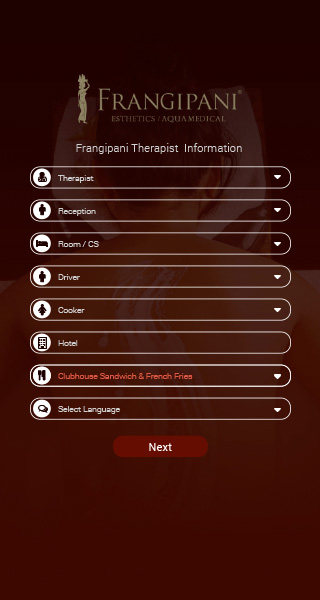 FRANGIPANI®
ESTHETICS / AQUAMEDICAL
Frangipani Therapist Information
Therapist
Reception
Room / CS
Driver
Cooker
Hotel
Clubhouse Sandwich & French Fries
Select Language
Next